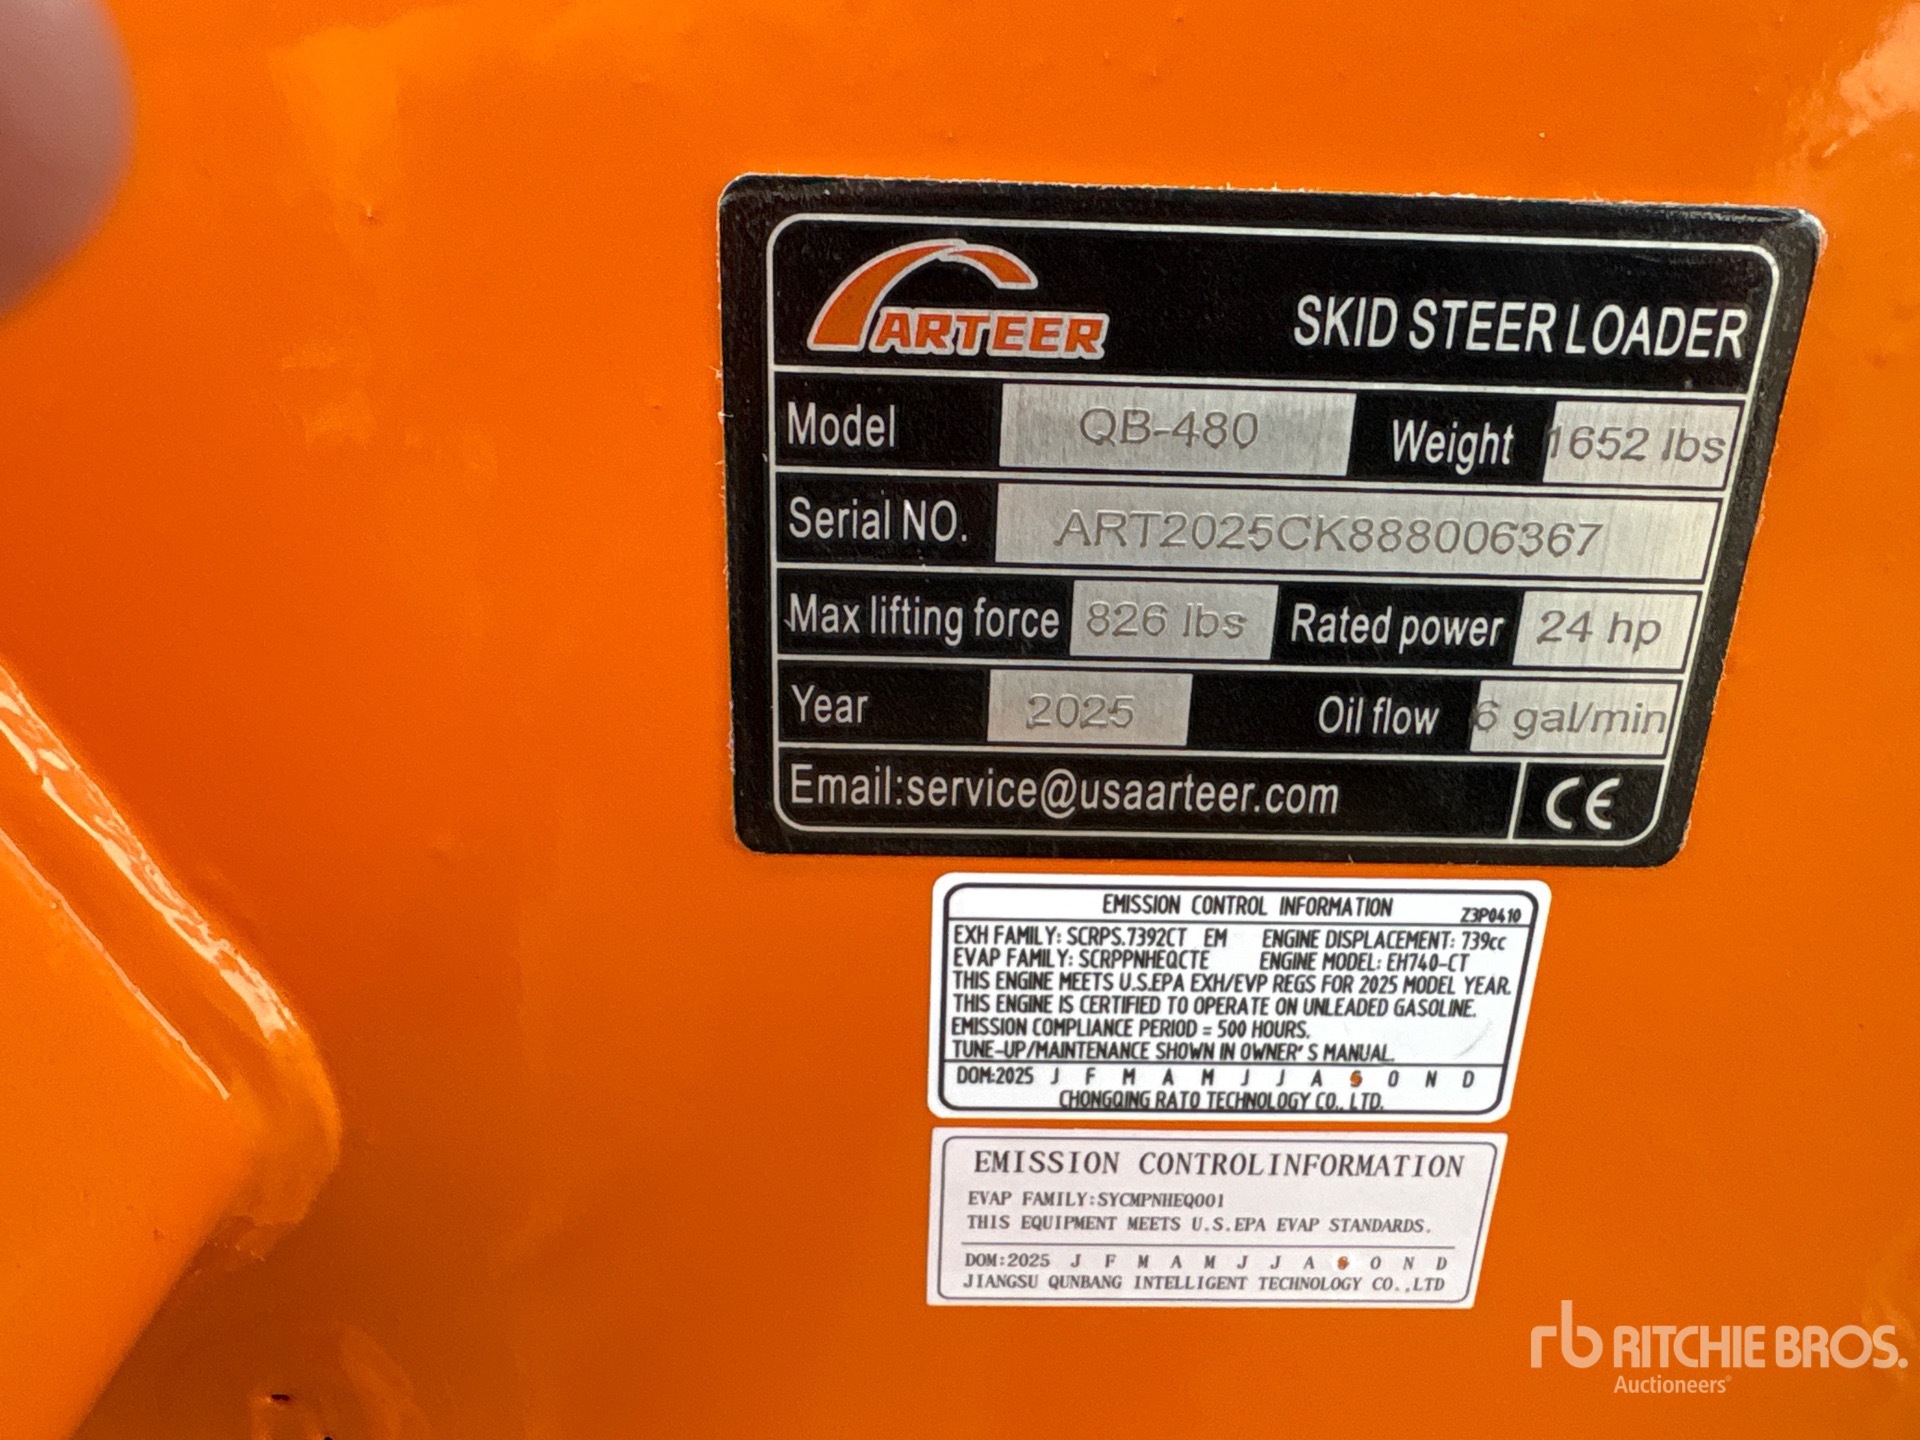 ARTEER
SKID STEER LOADER
Model QB-480 Weight 1652 lbs
Serial NO. ART2025CK888006367
Max lifting force 826 lbs Rated power 24 hp
Year 2025 Oil flow 6 gal/min
Email:service@usaarteer.com CE
EMISSION CONTROL INFORMATION Z3P0410
EXH FAMILY: SCRPS.7392CT EM ENGINE DISPLACEMENT: 739cc
EVAP FAMILY: SCRPPNHEQCTE ENGINE MODEL: EH740-CT
THIS ENGINE MEETS U.S.EPA EXH/EVP REGS FOR 2025 MODEL YEAR.
THIS ENGINE IS CERTIFIED TO OPERATE ON UNLEADED GASOLINE.
EMISSION COMPLIANCE PERIOD = 500 HOURS.
TUNE-UP/MAINTENANCE SHOWN IN OWNER'S MANUAL.
DOM:2025 J F M A M J J A S O N D
CHONGQING RATO TECHNOLOGY CO., LTD.
EMISSION CONTROLINFORMATION
EVAP FAMILY:SYCMPNHEQ001
THIS EQUIPMENT MEETS U.S.EPA EVAP STANDARDS.
DOM:2025 J F M A M J J A S O N D
JIANGSU QUNBANG INTELLIGENT TECHNOLOGY CO.,LTD
rb RITCHIE BROS.
Auctioneers